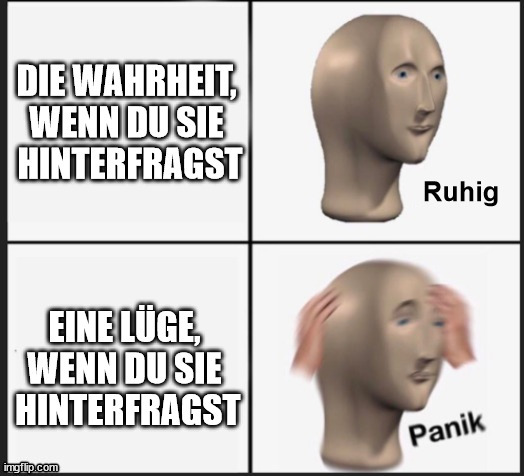 DIE WAHRHEIT,
WENN DU SIE
HINTERFRAGST
Ruhig
EINE LÜGE,
WENN DU SIE
HINTERFRAGST
Panik
imgflip.com